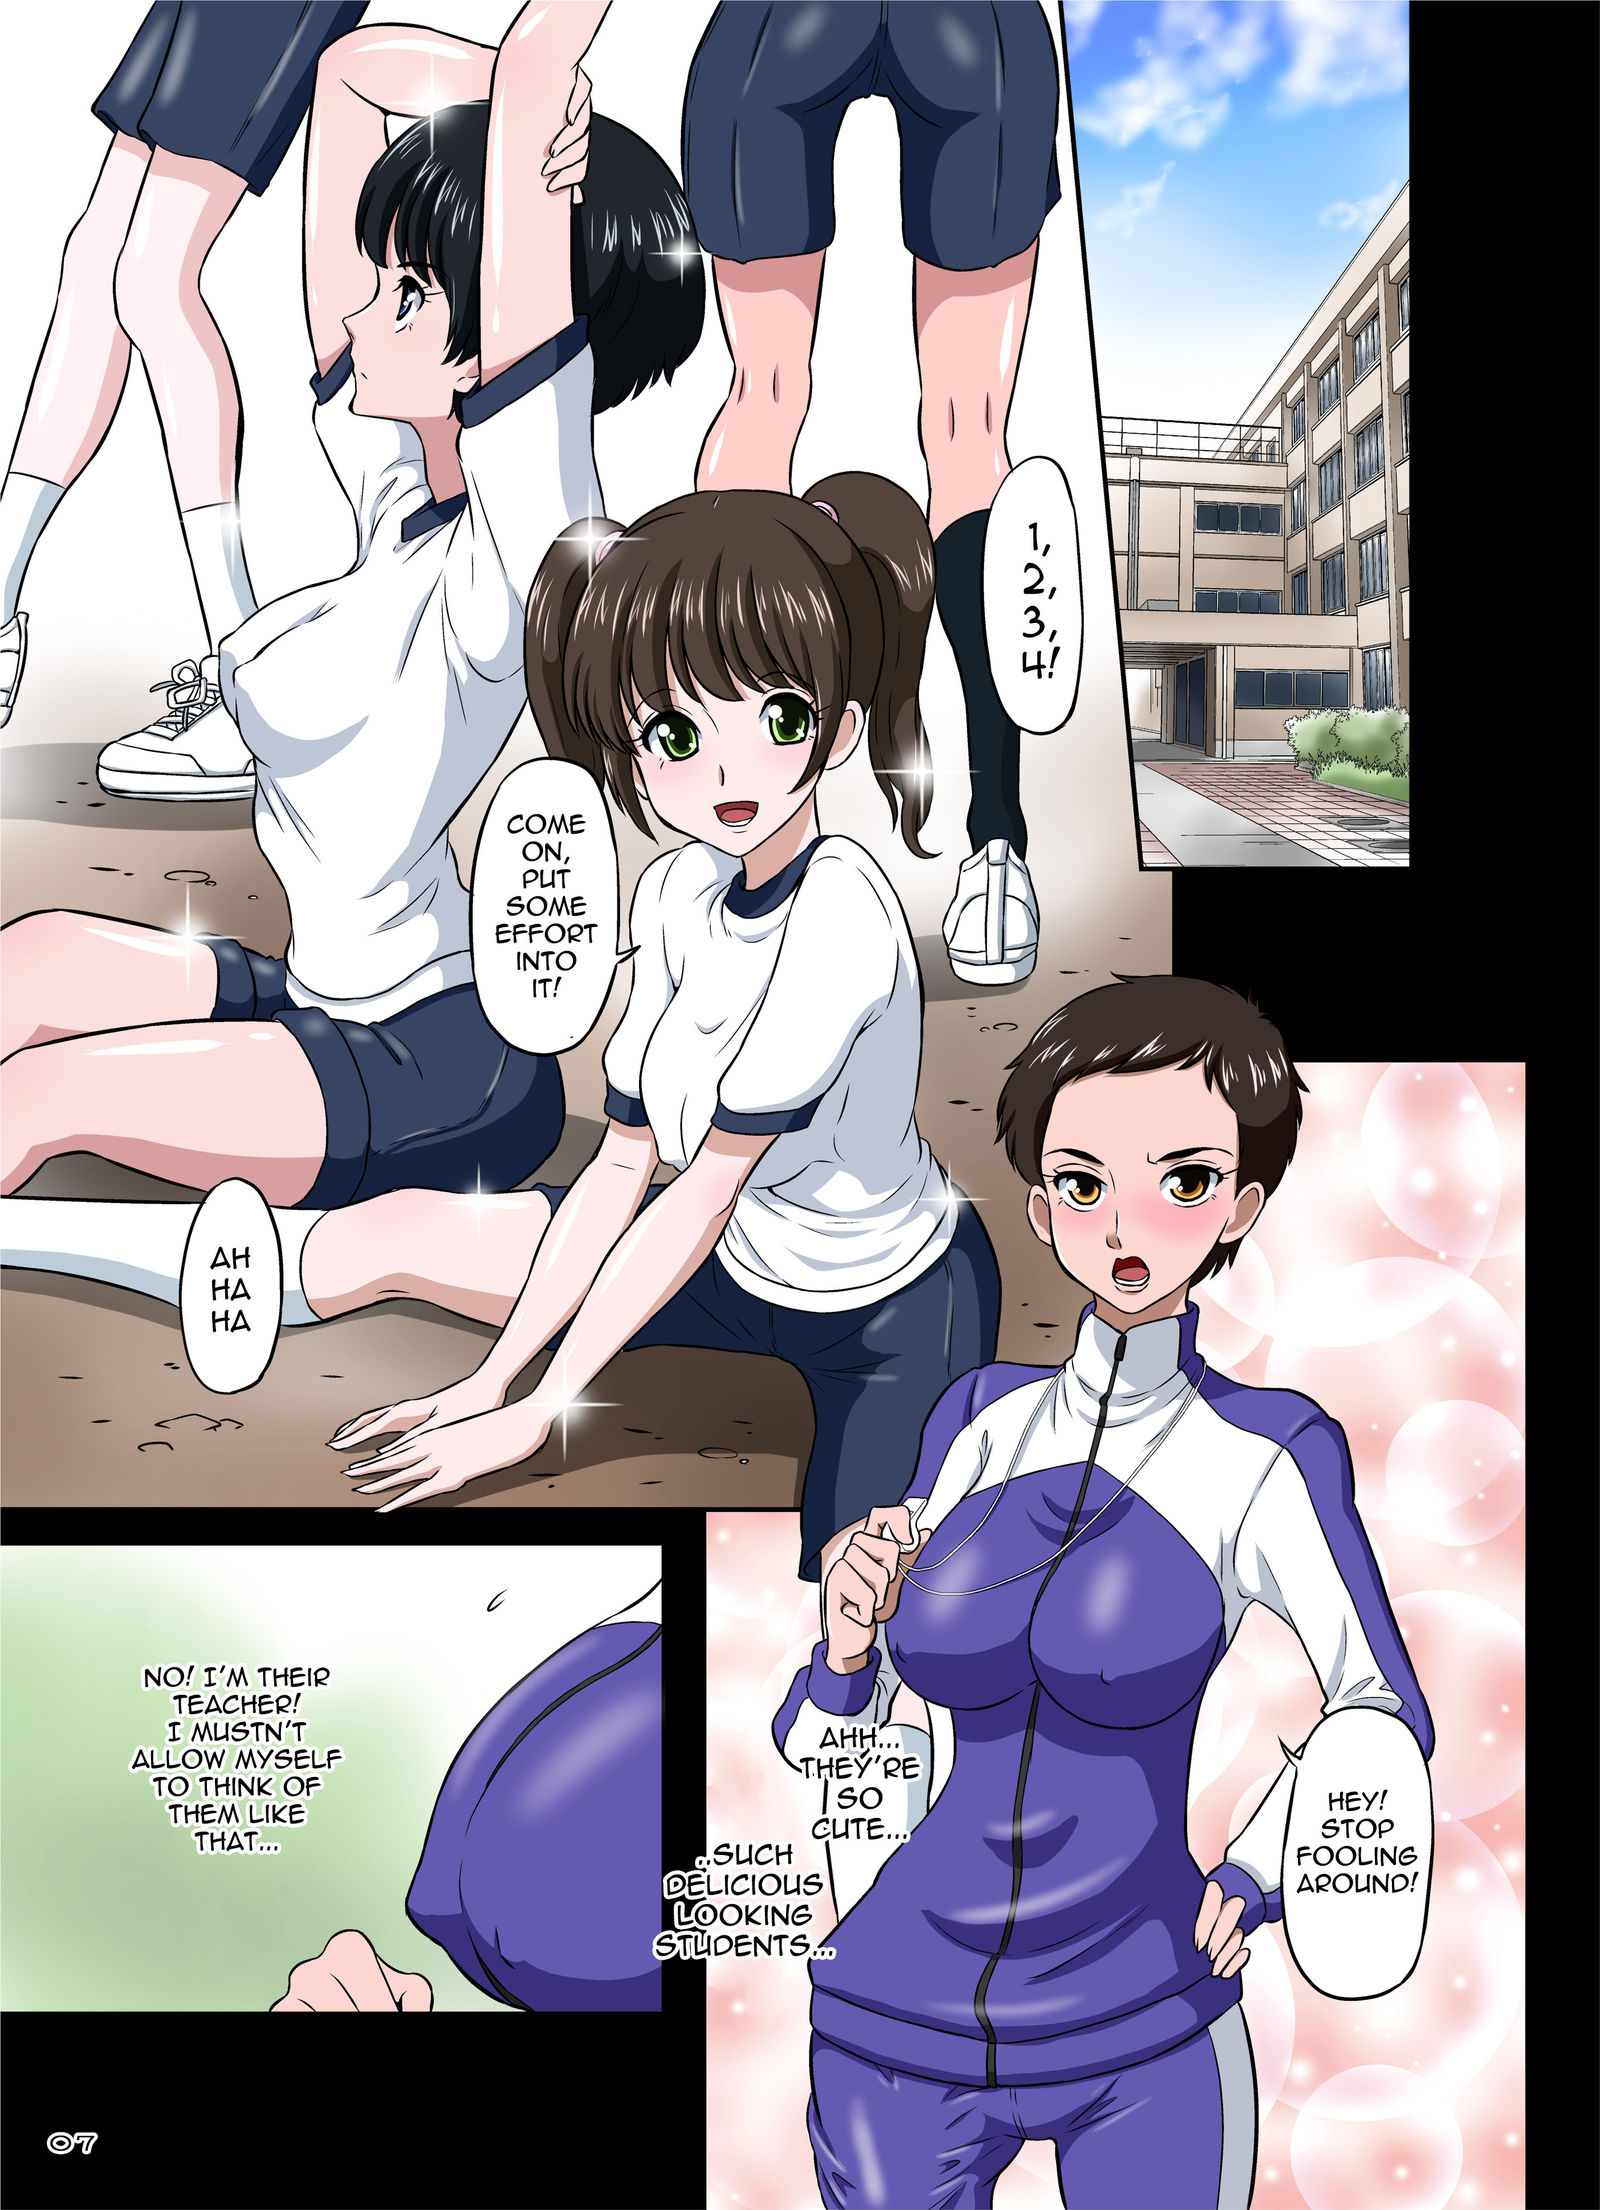 1,
2,
3,
4!
COME
ON,
PUT
SOME
EFFORT
INTO
IT!
AH
HA
HA
HEY!
STOP
FOOLING
AROUND!
AHH...
THEY'RE
SO
CUTE...
..SUCH
DELICIOUS
LOOKING
STUDENTS...
NO! I'M THEIR
TEACHER!
I MUSTN'T
ALLOW MYSELF
TO THINK OF
THEM LIKE
THAT...
07